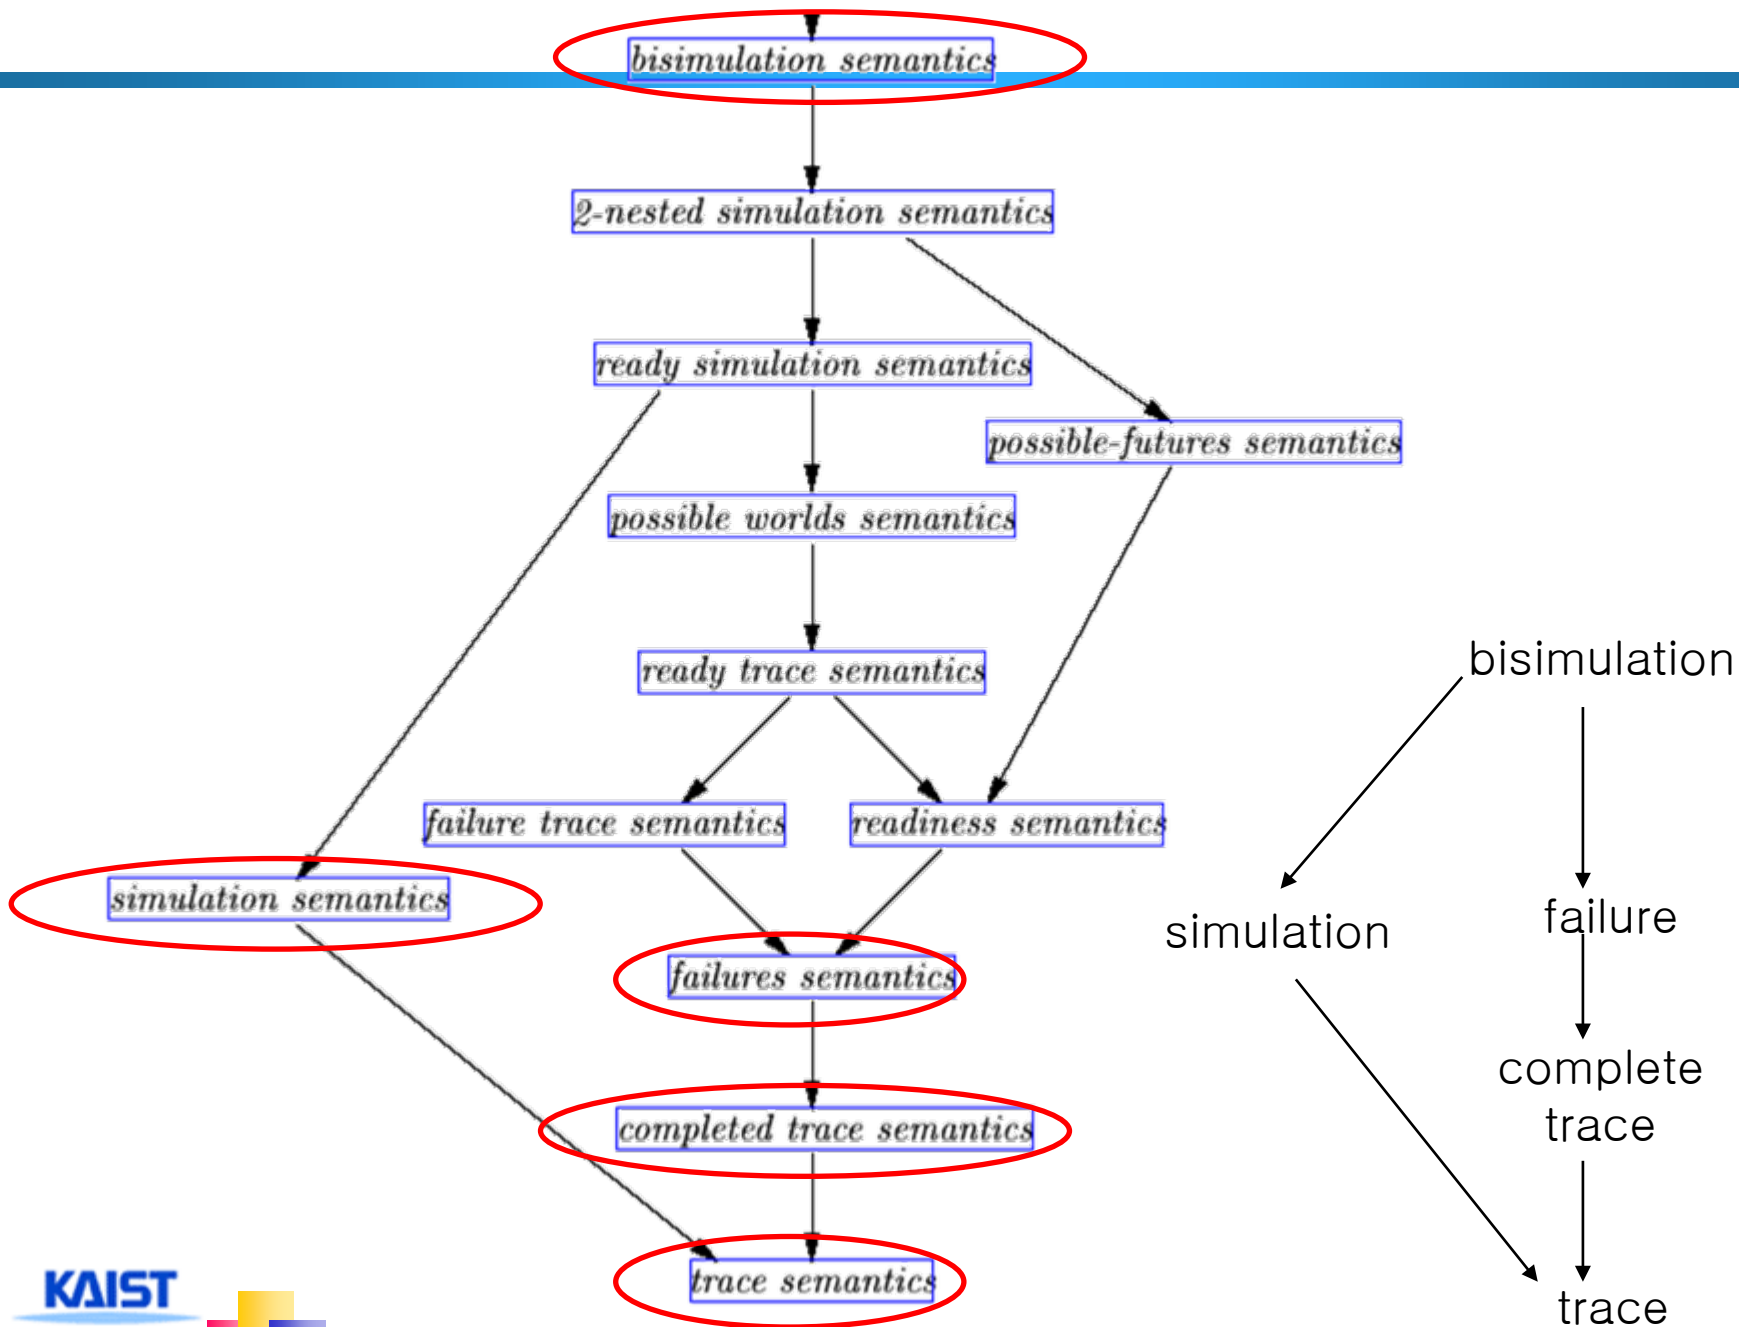 bisimulation semantics
2-nested simulation semantics
ready simulation semantics
possible-futures semantics
possible worlds semantics
ready trace semantics
failure trace semantics
readiness semantics
simulation semantics
failures semantics
completed trace semantics
trace semantics
bisimulation
simulation
failure
complete
trace
trace
KAIST